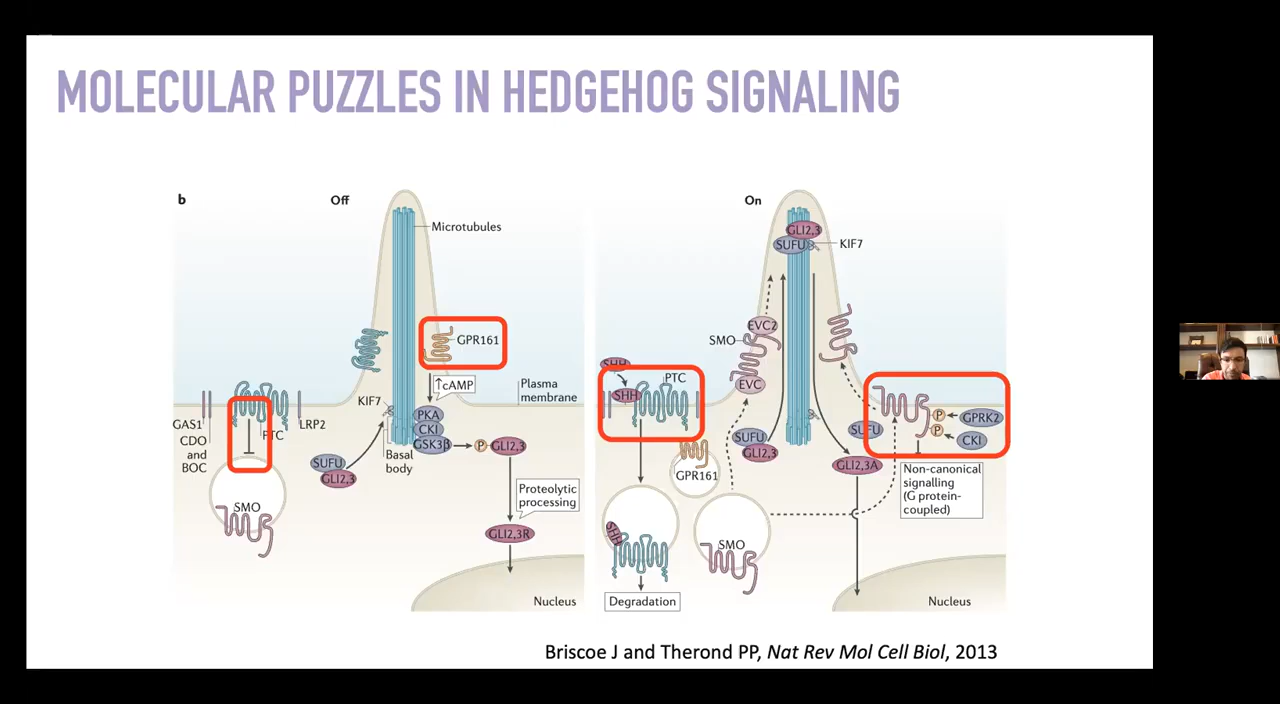 MOLECULAR PUZZLES IN HEDGEHOG SIGNALING
b
Off
Microtubules
GPR161
↑cAMP
Plasma
membrane
KIF7
PKA
CKI
GSK3β
P
GLI2,3
GAS1
CDO
and
BOC
PTC
LRP2
Basal
body
SUFU
GLI2,3
SMO
Proteolytic
processing
GLI2,3R
Nucleus
On
GLI2,3
SUFU
KIF7
SHH
SHH
PTC
SMO
EVC2
EVC
GPR161
SUFU
GLI2,3
SUFU
GLI2,3A
P
GPRK2
P
CKI
Non-canonical
signalling
(G protein-
coupled)
SHH
SMO
Degradation
Nucleus
Briscoe J and Therond PP, Nat Rev Mol Cell Biol, 2013